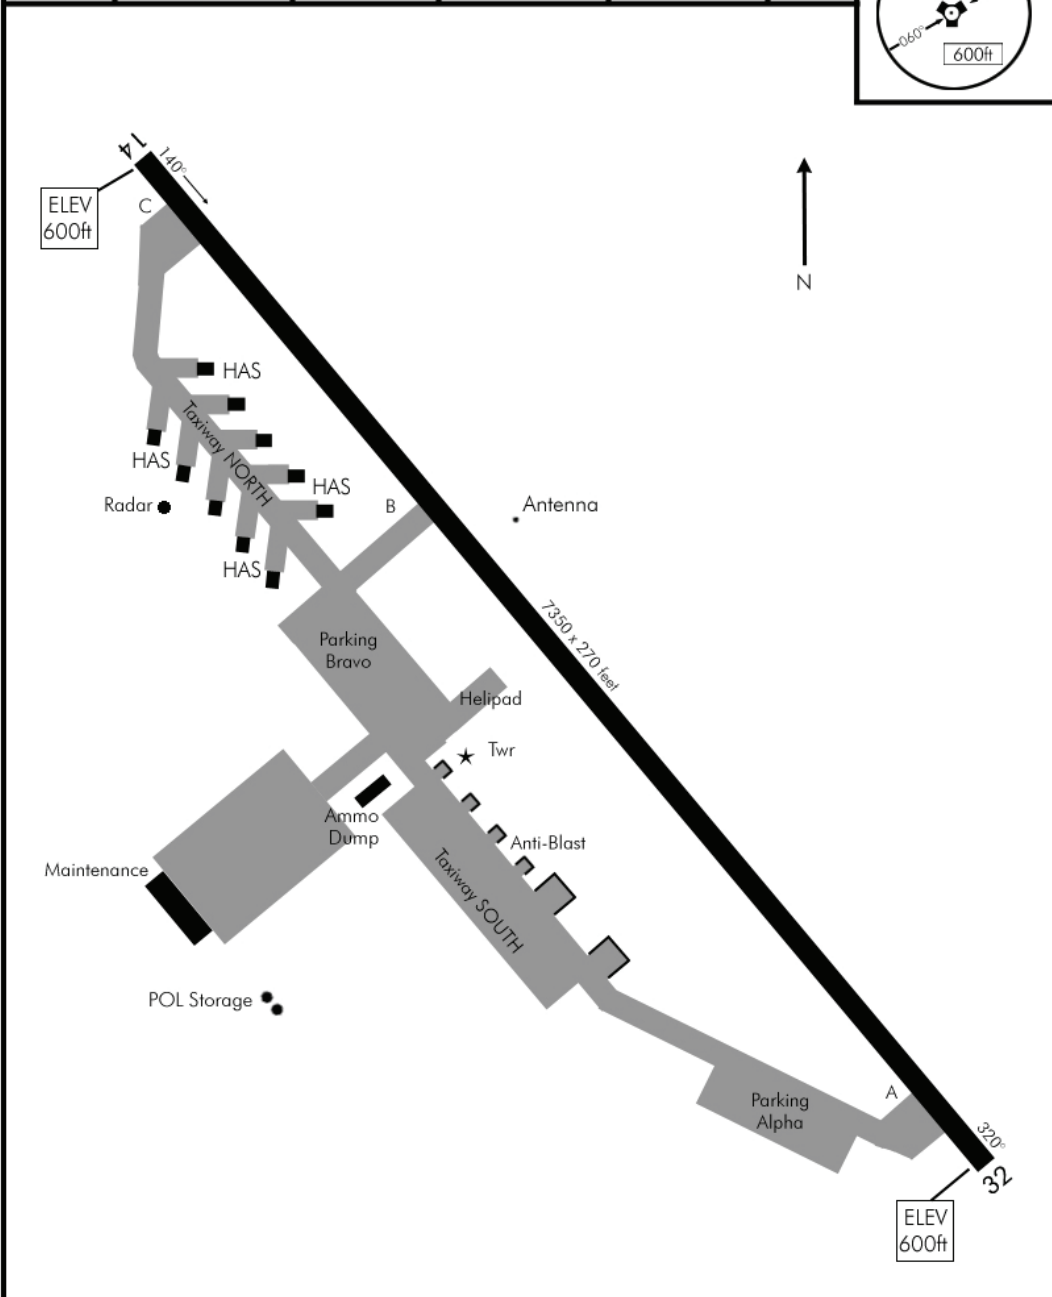 060°
600ft
14
140°
ELEV
600ft
C
N
HAS
Taxiway NORTH
HAS
HAS
Radar
B
Antenna
HAS
7350 x 270 feet
Parking
Bravo
Helipad
Twr
Ammo
Dump
Anti-Blast
Maintenance
Taxiway SOUTH
POL Storage
A
Parking
Alpha
320°
32
ELEV
600ft